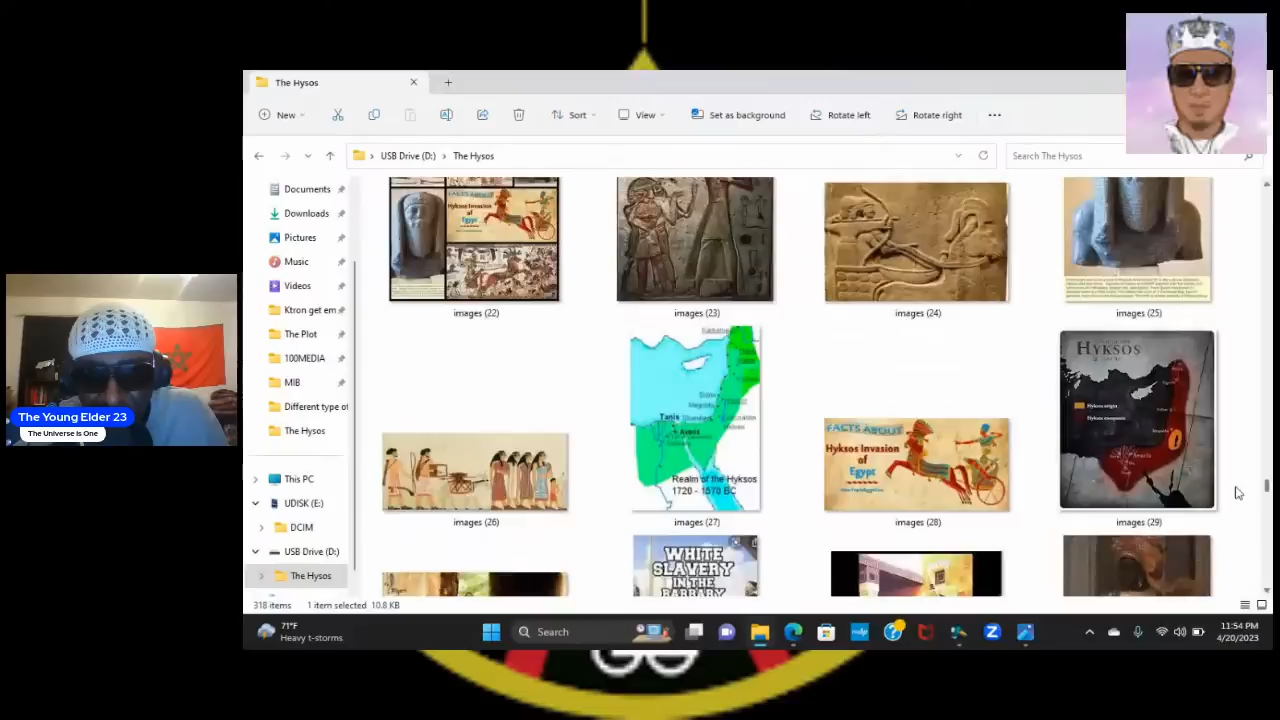 The Hysos
New
Sort
View
Set as background
Rotate left
Rotate right
USB Drive (D:)
The Hysos
Search The Hysos
Documents
Downloads
Pictures
Music
Videos
Ktron get em
The Plot
100MEDIA
MIB
Different type of
The Hysos
This PC
UDISK (E:)
DCIM
USB Drive (D:)
The Hysos
FACTS ABOUT
Hyksos Invasion
of
Egypt
images (22)
images (23)
images (24)
images (25)
Tanis
Avaris
Realm of the Hyksos
1720 - 1570 BC
FACTS ABOUT
Hyksos Invasion
of
Egypt
HYKSOS
images (26)
images (27)
images (28)
images (29)
WHITE
SLAVERY
IN THE
BARBARY
318 items
1 item selected 10.8 KB
71°F
Heavy t-storms
Search
11:54 PM
4/20/2023
The Young Elder 23
The Universe Is One